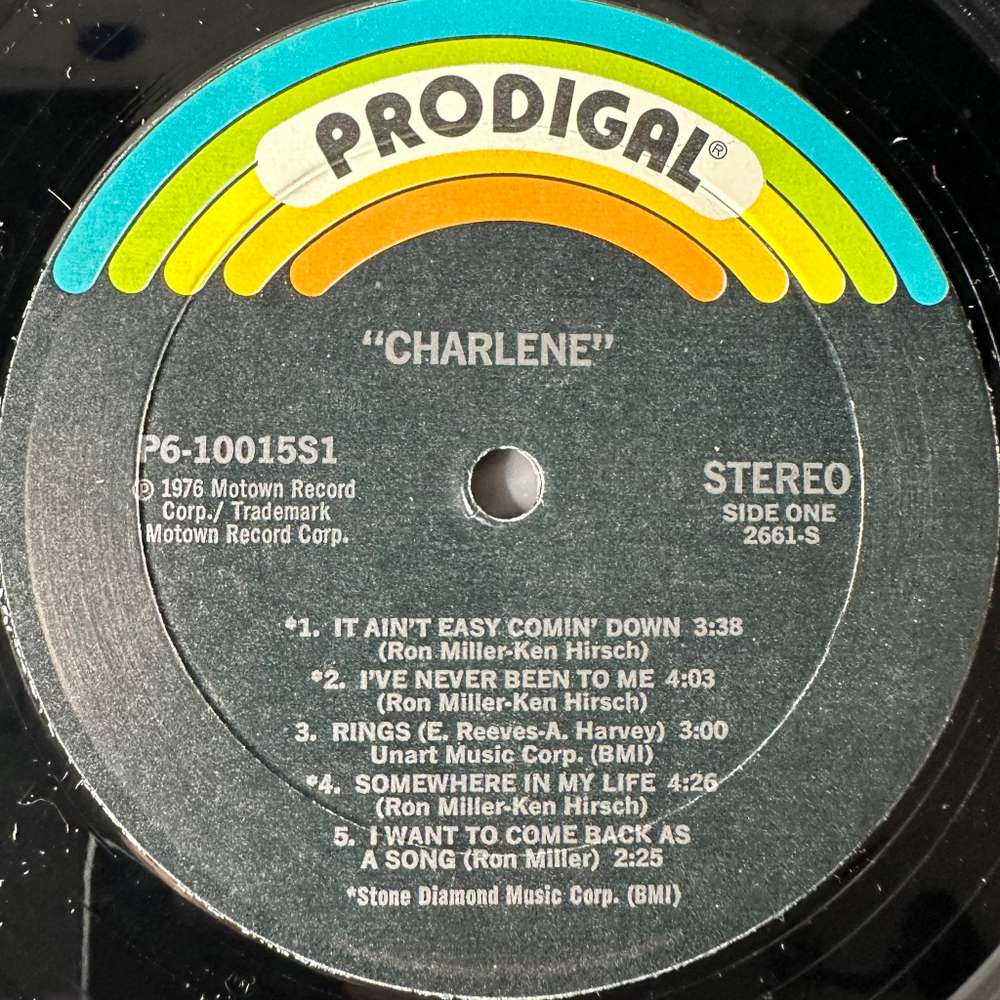 PRODIGAL®
"CHARLENE"
P6-10015S1
℗ 1976 Motown Record
Corp./ Trademark
Motown Record Corp.
STEREO
SIDE ONE
2661-S
*1. IT AIN'T EASY COMIN' DOWN 3:38
(Ron Miller-Ken Hirsch)
*2. I'VE NEVER BEEN TO ME 4:03
(Ron Miller-Ken Hirsch)
3. RINGS (E. Reeves-A. Harvey) 3:00
Unart Music Corp. (BMI)
*4. SOMEWHERE IN MY LIFE 4:26
(Ron Miller-Ken Hirsch)
5. I WANT TO COME BACK AS
A SONG (Ron Miller) 2:25
*Stone Diamond Music Corp. (BMI)